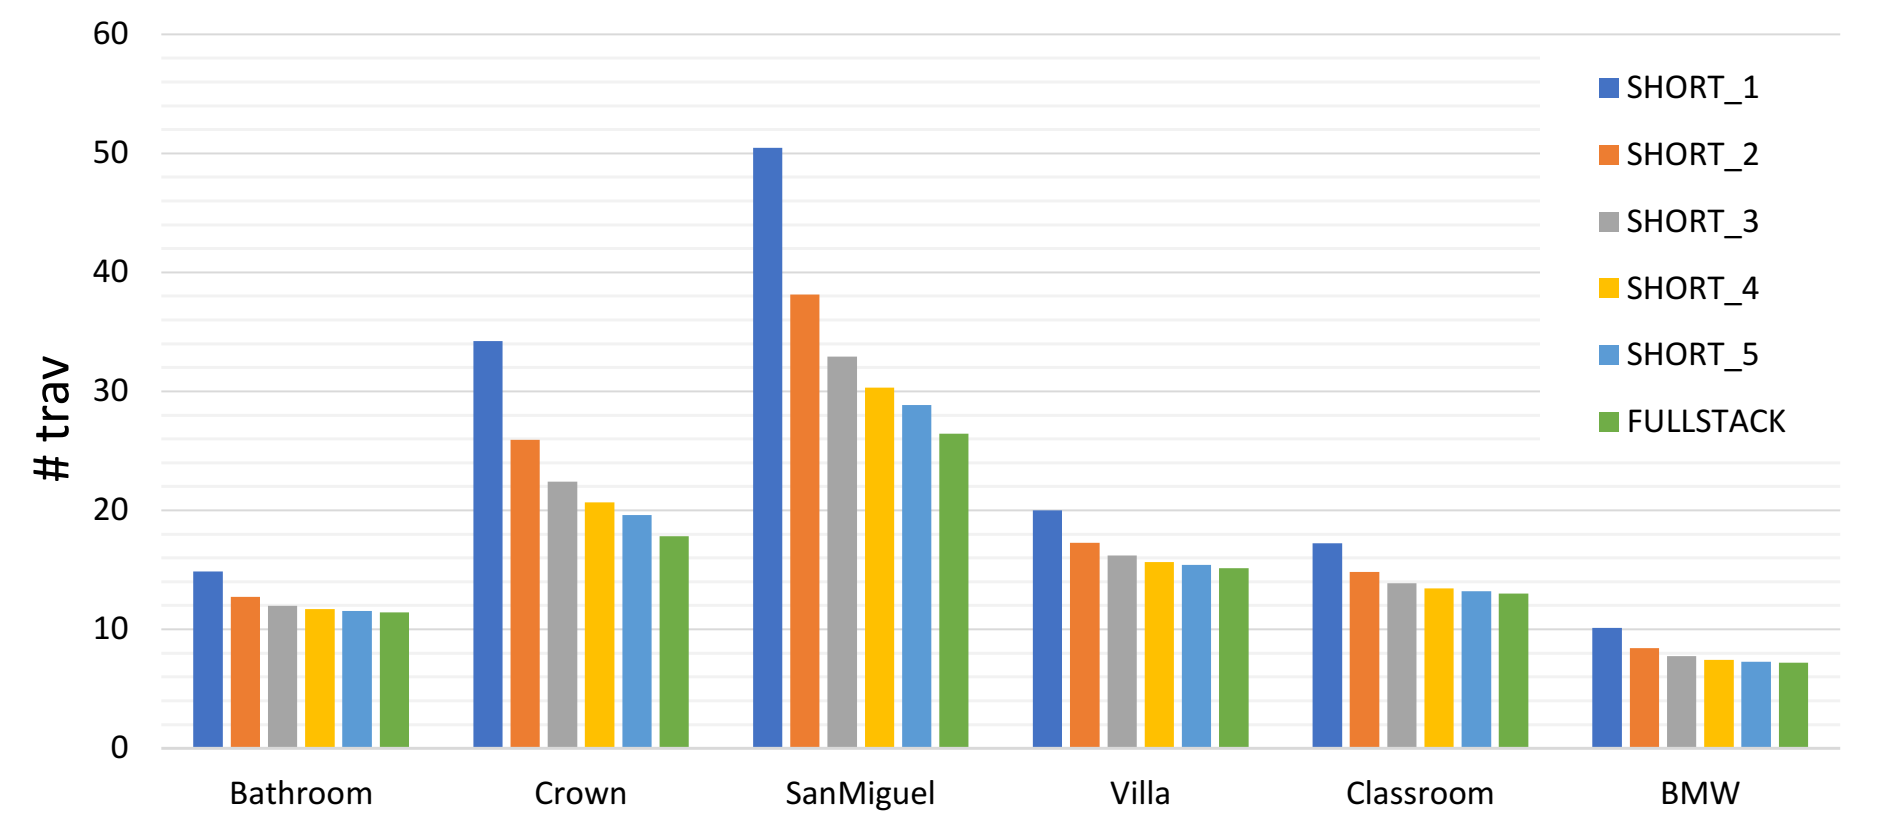 60
50
40
30
20
10
0
# trav
SHORT_1
SHORT_2
SHORT_3
SHORT_4
SHORT_5
FULLSTACK
Bathroom Crown SanMiguel Villa Classroom BMW